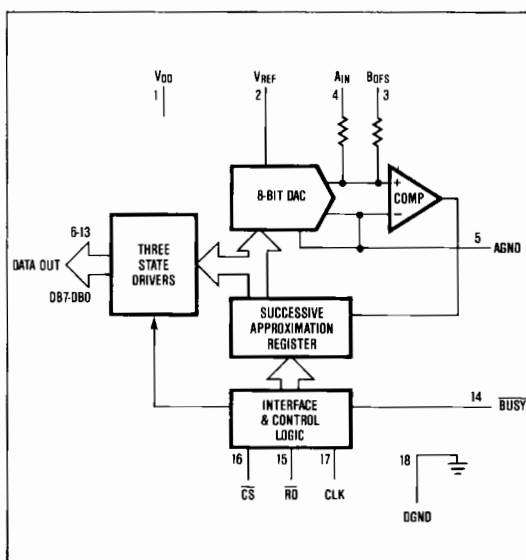 VDD VREF AIN BOFS
1 2 4 3
8-BIT DAC
+
COMP
−
5
AGND
6-13
DATA OUT
DB7-DB0
THREE
STATE
DRIVERS
SUCCESSIVE
APPROXIMATION
REGISTER
INTERFACE
& CONTROL
LOGIC
14
BUSY
16 15 17
CS RD CLK
18
DGND